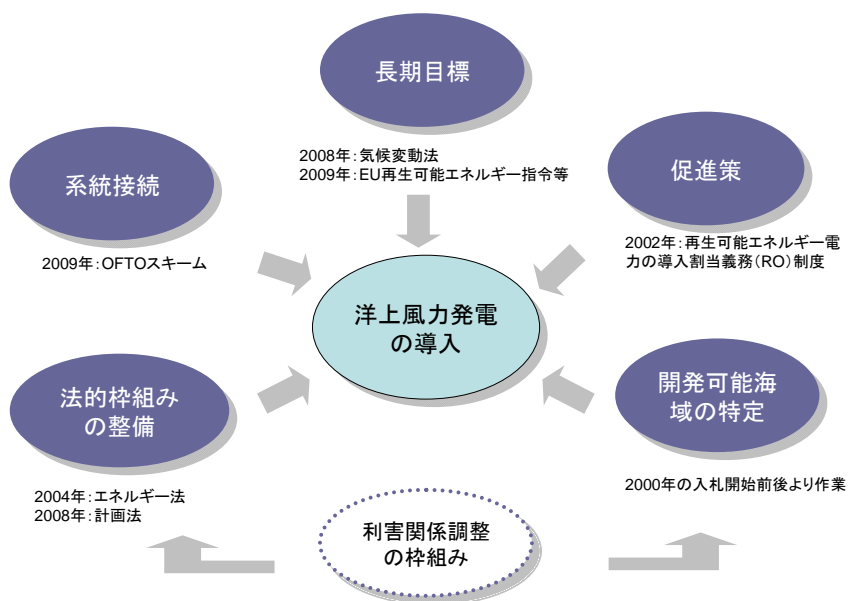 長期目標
2008年：気候変動法
2009年：EU再生可能エネルギー指令等
系統接続
2009年：OFTOスキーム
促進策
2002年：再生可能エネルギー電
力の導入割当義務（RO）制度
洋上風力発電
の導入
法的枠組み
の整備
2004年：エネルギー法
2008年：計画法
開発可能海
域の特定
2000年の入札開始前後より作業
利害関係調整
の枠組み